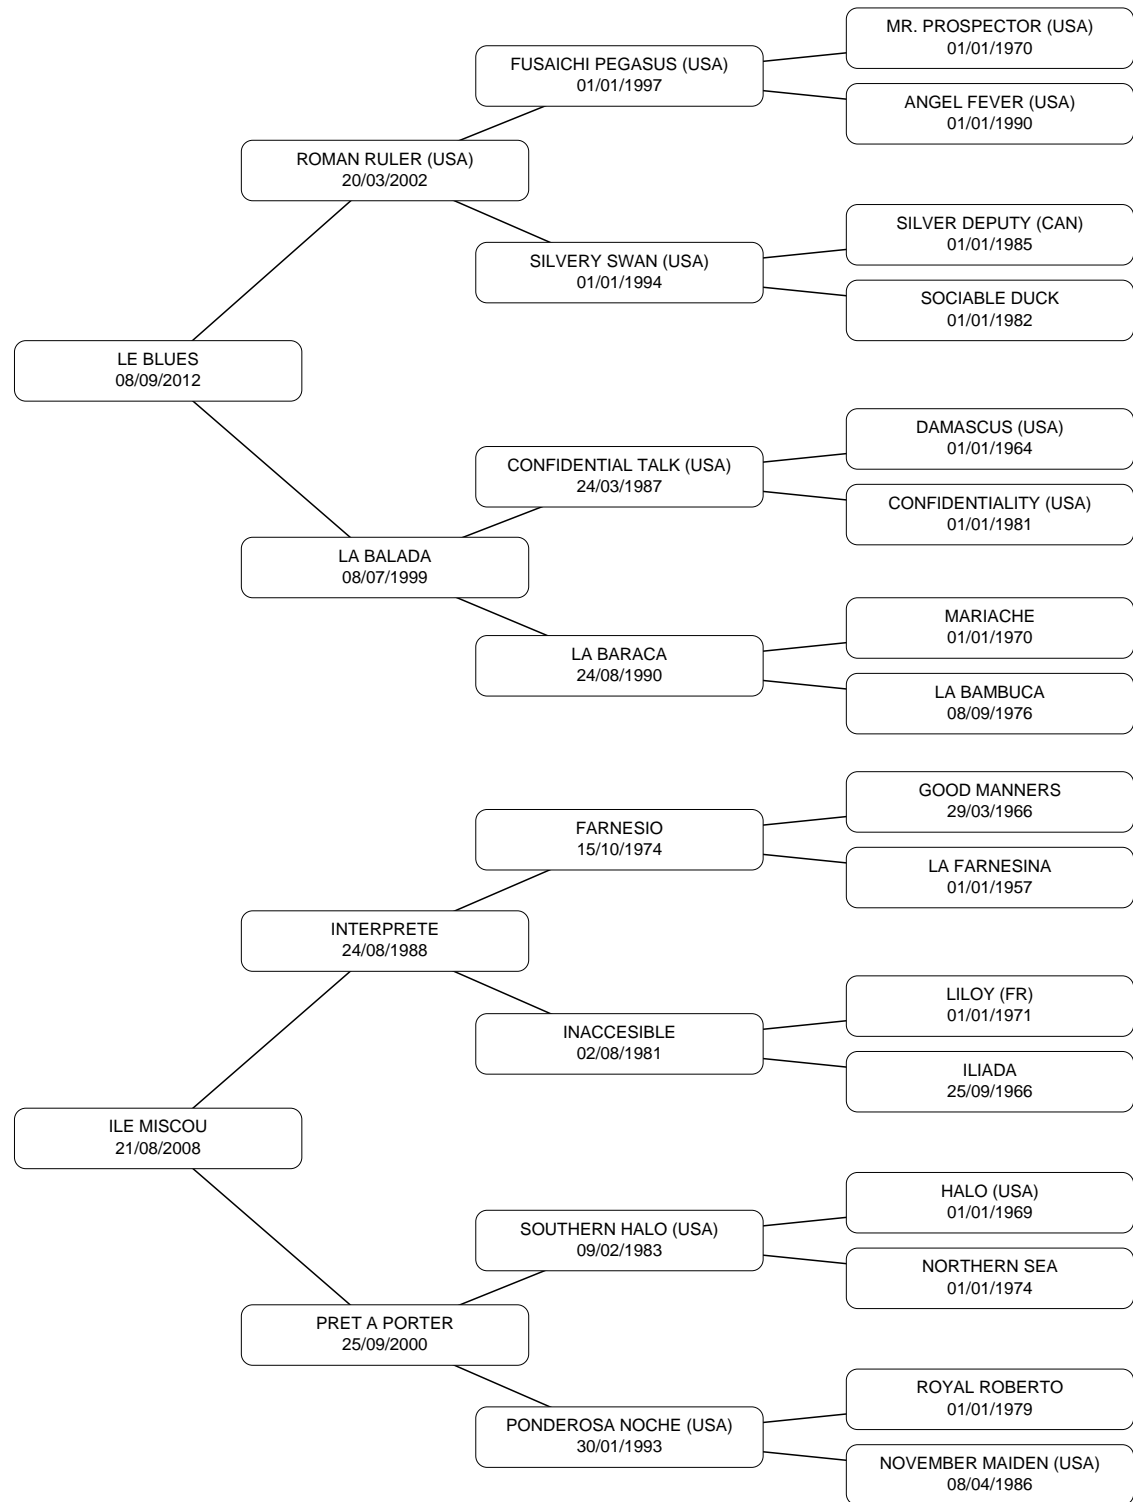 MR. PROSPECTOR (USA)
01/01/1970
FUSAICHI PEGASUS (USA)
01/01/1997
ANGEL FEVER (USA)
01/01/1990
ROMAN RULER (USA)
20/03/2002
SILVER DEPUTY (CAN)
01/01/1985
SILVERY SWAN (USA)
01/01/1994
SOCIABLE DUCK
01/01/1982
LE BLUES
08/09/2012
DAMASCUS (USA)
01/01/1964
CONFIDENTIAL TALK (USA)
24/03/1987
CONFIDENTIALITY (USA)
01/01/1981
LA BALADA
08/07/1999
MARIACHE
01/01/1970
LA BARACA
24/08/1990
LA BAMBUCA
08/09/1976
GOOD MANNERS
29/03/1966
FARNESIO
15/10/1974
LA FARNESINA
01/01/1957
INTERPRETE
24/08/1988
LILOY (FR)
01/01/1971
INACCESIBLE
02/08/1981
ILIADA
25/09/1966
ILE MISCOU
21/08/2008
HALO (USA)
01/01/1969
SOUTHERN HALO (USA)
09/02/1983
NORTHERN SEA
01/01/1974
PRET A PORTER
25/09/2000
ROYAL ROBERTO
01/01/1979
PONDEROSA NOCHE (USA)
30/01/1993
NOVEMBER MAIDEN (USA)
08/04/1986